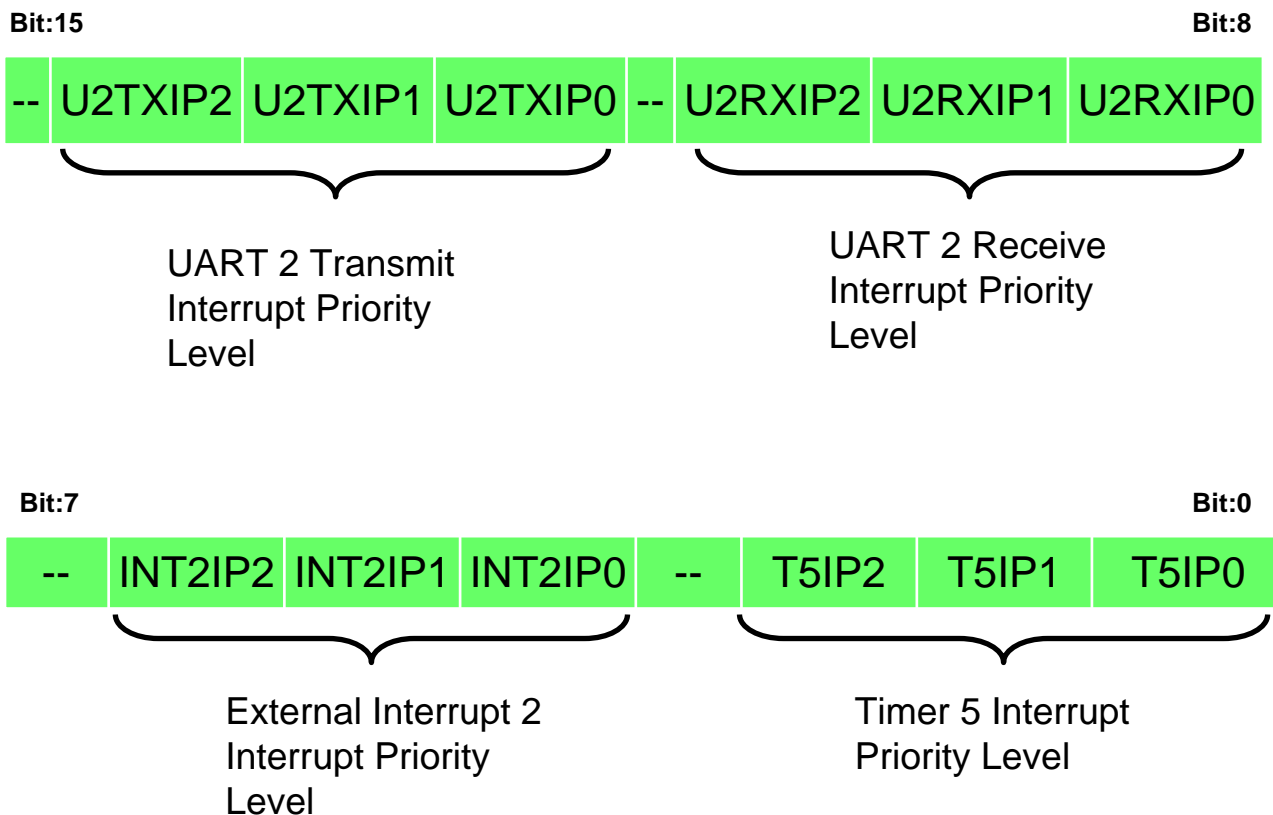 Bit:15 Bit:8
-- U2TXIP2 U2TXIP1 U2TXIP0 -- U2RXIP2 U2RXIP1 U2RXIP0
UART 2 Transmit
Interrupt Priority
Level
UART 2 Receive
Interrupt Priority
Level
Bit:7 Bit:0
-- INT2IP2 INT2IP1 INT2IP0 -- T5IP2 T5IP1 T5IP0
External Interrupt 2
Interrupt Priority
Level
Timer 5 Interrupt
Priority Level